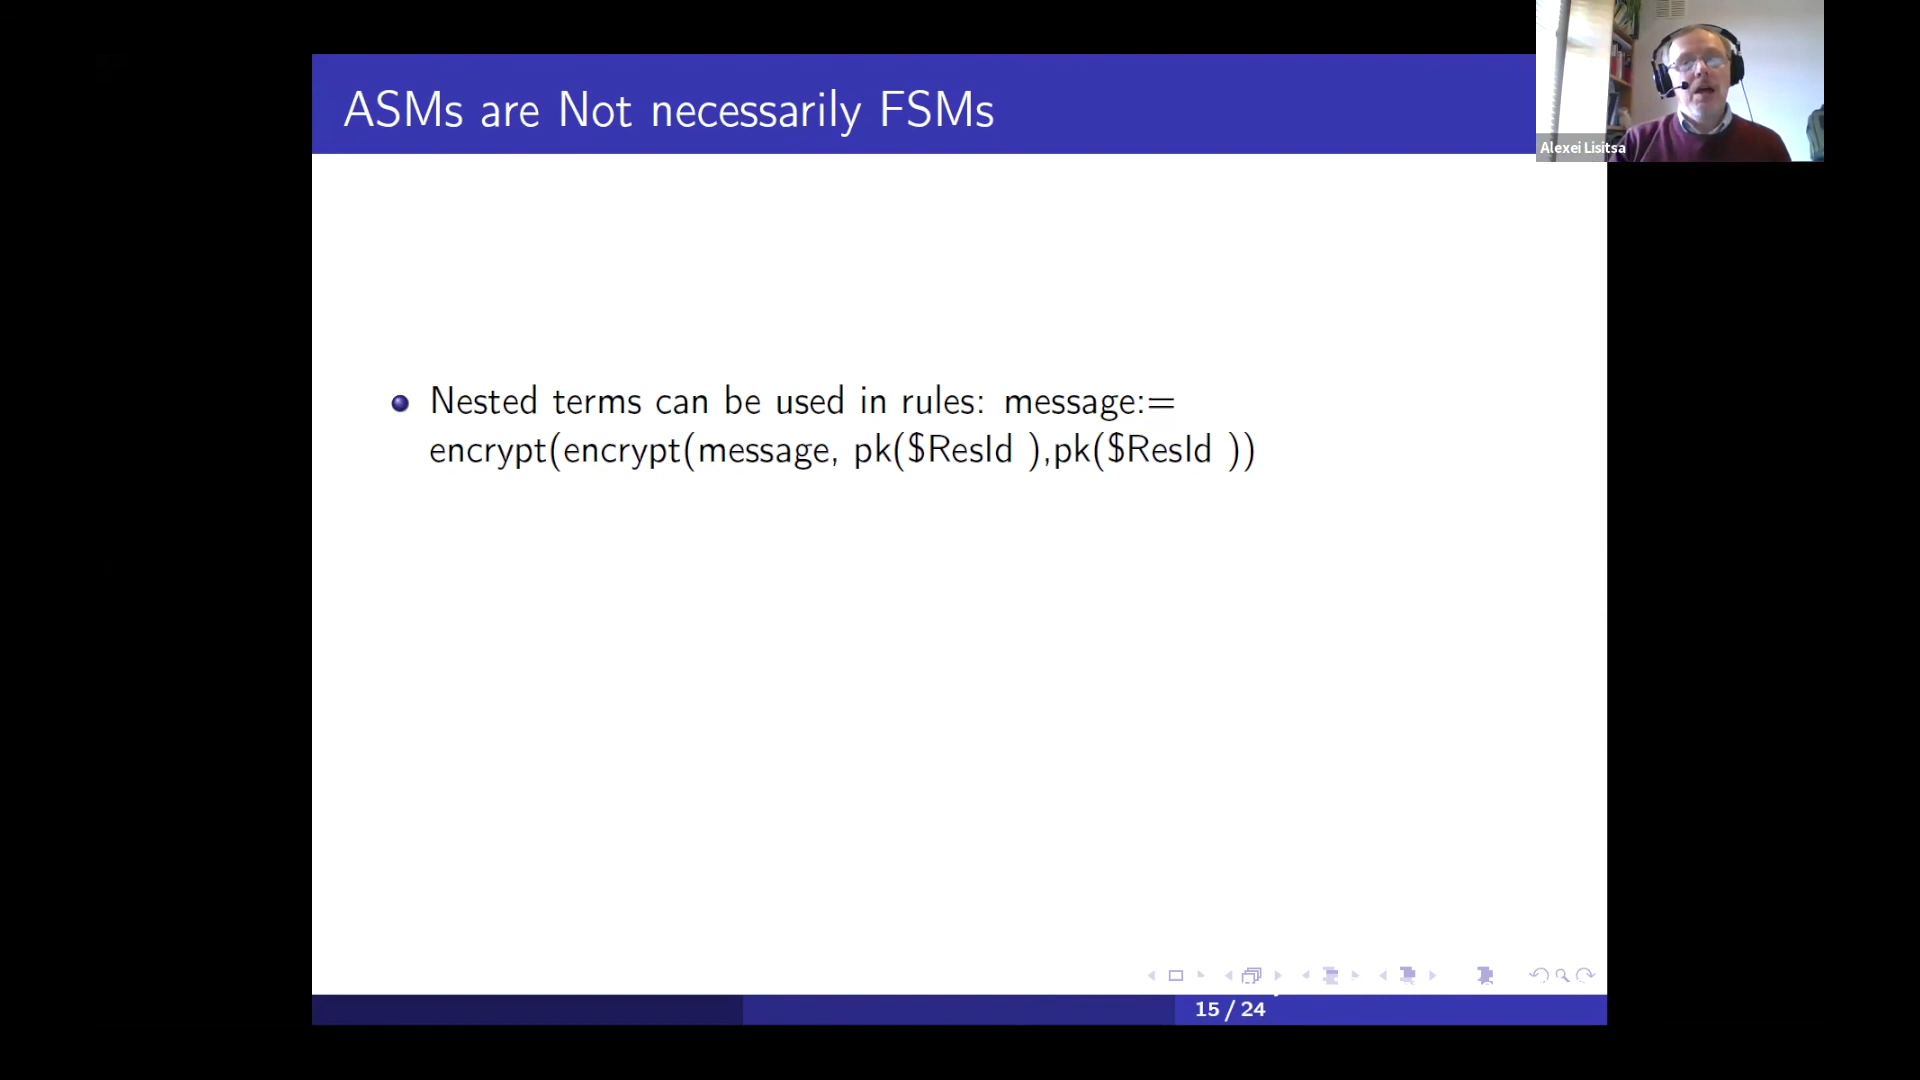 ASMs are Not necessarily FSMs
Alexei Lisitsa
Nested terms can be used in rules: message:=
encrypt(encrypt(message, pk($ResId ),pk($ResId ))
15 / 24